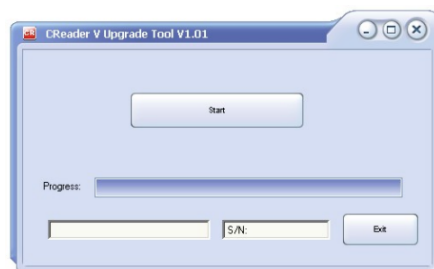 CReader V Upgrade Tool V1.01
Start
Progress:
S/N:
Exit